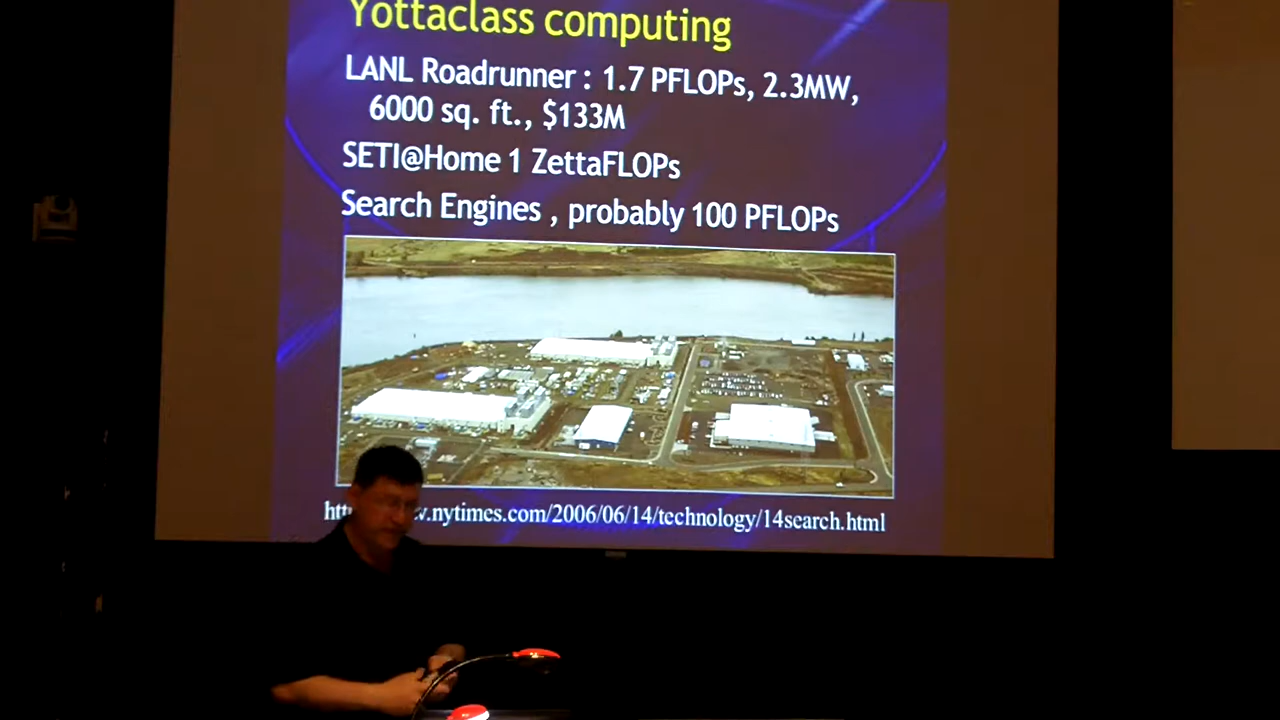 Yottaclass computing
LANL Roadrunner : 1.7 PFLOPs, 2.3MW,
6000 sq. ft., $133M
SETI@Home 1 ZettaFLOPs
Search Engines , probably 100 PFLOPs
.nytimes.com/2006/06/14/technology/14search.html